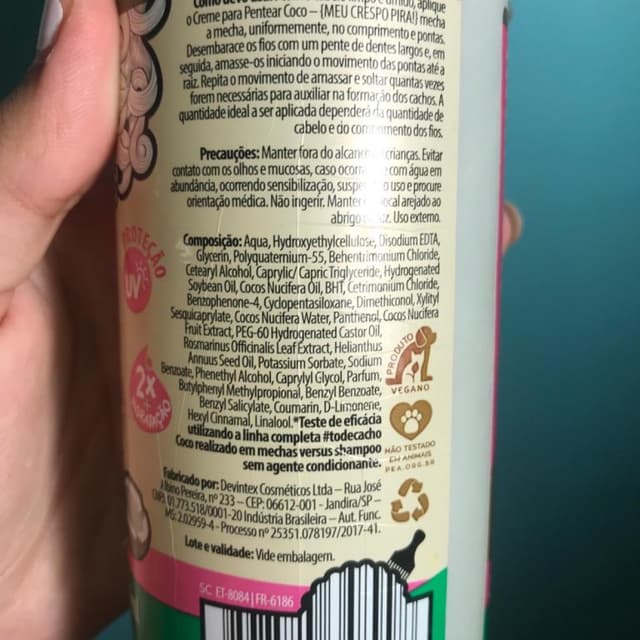 o Creme para Pentear Coco – {MEU CRESPO PIRA!} mecha
a mecha, uniformemente, no comprimento e pontas.
Desembarace os fios com um pente de dentes largos e, em
seguida, amasse-os iniciando o movimento das pontas até a
raiz. Repita o movimento de amassar e soltar quantas vezes
forem necessárias para auxiliar na formação dos cachos. A
quantidade ideal a ser aplicada dependerá da quantidade de
cabelo e do comprimento dos fios.
Precauções: Manter fora do alcance crianças. Evitar
contato com os olhos e mucosas, caso ocorra com água em
abundância, ocorrendo sensibilização, suspenda o uso e procure
orientação médica. Não ingerir. Manter local arejado ao
abrigo luz. Uso externo.
PROTEÇÃO
UV
Composição: Aqua, Hydroxyethylcellulose, Disodium EDTA,
Glycerin, Polyquaternium-55, Behentrimonium Chloride,
Cetearyl Alcohol, Caprylic/ Capric Triglyceride, Hydrogenated
Soybean Oil, Cocos Nucifera Oil, BHT, Cetrimonium Chloride,
Benzophenone-4, Cyclopentasiloxane, Dimethiconol, Xylityl
Sesquicaprylate, Cocos Nucifera Water, Panthenol, Cocos Nucifera
Fruit Extract, PEG-60 Hydrogenated Castor Oil,
Rosmarinus Officinalis Leaf Extract, Helianthus
Annuus Seed Oil, Potassium Sorbate, Sodium
Benzoate, Phenethyl Alcohol, Caprylyl Glycol, Parfum,
Butylphenyl Methylpropional, Benzyl Benzoate,
Benzyl Salicylate, Coumarin, D-Limonene,
Hexyl Cinnamal, Linalool. *Teste de eficácia
utilizando a linha completa #todecacho
Coco realizado em mechas versus shampoo
sem agente condicionante.
2x
PRODUTO
VEGANO
NÃO TESTADO
EM ANIMAIS
PEA.ORG.BR
Fabricado por: Devintex Cosméticos Ltda – Rua José
Albino Pereira, nº 233 – CEP: 06612-001 - Jandira/SP –
CNPJ: 01.773.518/0001-20 Indústria Brasileira – Aut. Func.
MS: 2.02959-4 - Processo nº 25351.078197/2017-41.
Lote e validade: Vide embalagem.
SC ET-8084|FR-6186